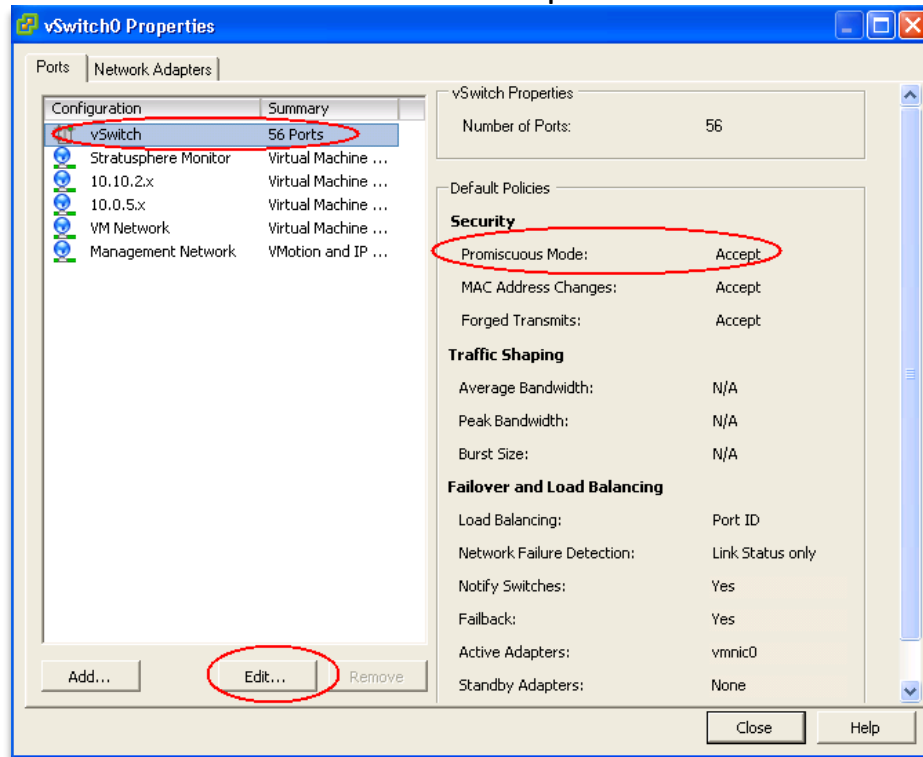 vSwitch0 Properties
Ports Network Adapters
Configuration Summary
vSwitch 56 Ports
Stratusphere Monitor Virtual Machine ...
10.10.2.x Virtual Machine ...
10.0.5.x Virtual Machine ...
VM Network Virtual Machine ...
Management Network VMotion and IP ...
Add... Edit... Remove
vSwitch Properties
Number of Ports: 56
Default Policies
Security
Promiscuous Mode: Accept
MAC Address Changes: Accept
Forged Transmits: Accept
Traffic Shaping
Average Bandwidth: N/A
Peak Bandwidth: N/A
Burst Size: N/A
Failover and Load Balancing
Load Balancing: Port ID
Network Failure Detection: Link Status only
Notify Switches: Yes
Failback: Yes
Active Adapters: vmnic0
Standby Adapters: None
Close Help